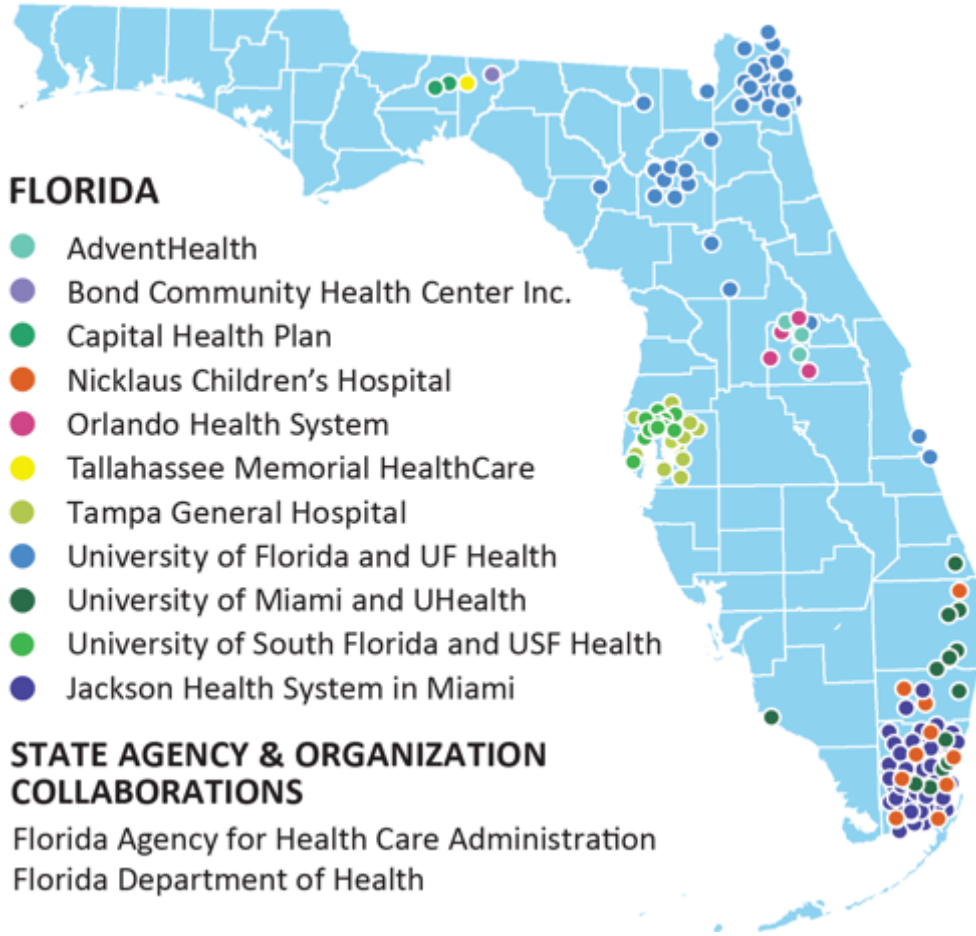 FLORIDA
AdventHealth
Bond Community Health Center Inc.
Capital Health Plan
Nicklaus Children's Hospital
Orlando Health System
Tallahassee Memorial HealthCare
Tampa General Hospital
University of Florida and UF Health
University of Miami and UHealth
University of South Florida and USF Health
Jackson Health System in Miami
STATE AGENCY & ORGANIZATION
COLLABORATIONS
Florida Agency for Health Care Administration
Florida Department of Health